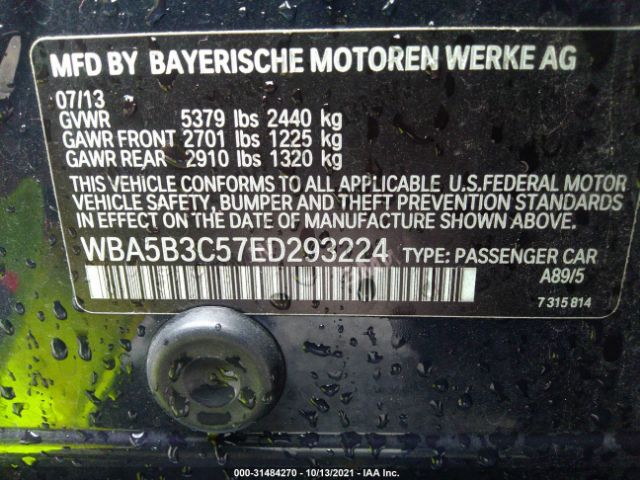 MFD BY BAYERISCHE MOTOREN WERKE AG
07/13
GVWR 5379 lbs 2440 kg
GAWR FRONT 2701 lbs 1225 kg
GAWR REAR 2910 lbs 1320 kg
THIS VEHICLE CONFORMS TO ALL APPLICABLE U.S.FEDERAL MOTOR
VEHICLE SAFETY, BUMPER AND THEFT PREVENTION STANDARDS
IN EFFECT ON THE DATE OF MANUFACTURE SHOWN ABOVE.
WBA5B3C57ED293224 TYPE: PASSENGER CAR
A89/5
7 315 814
000-31484270 - 10/13/2021 - IAA Inc.